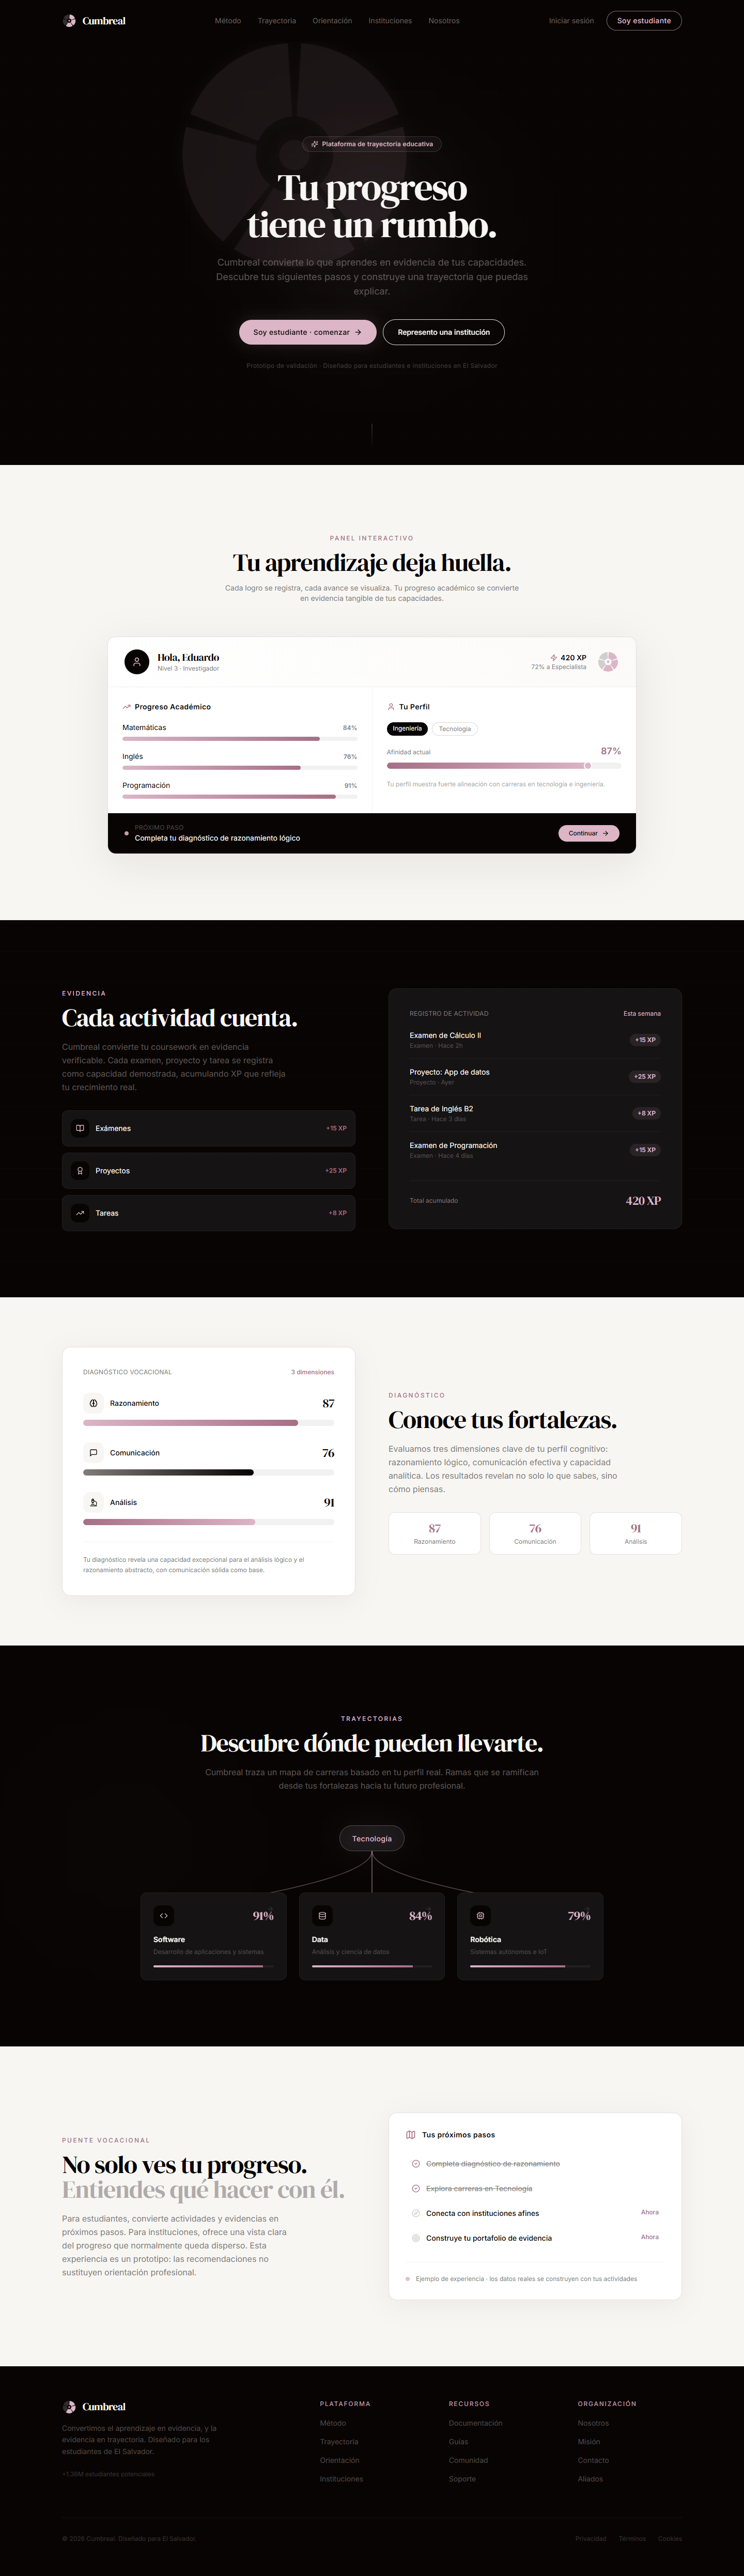 Cumbreal
Método
Trayectoria
Orientación
Instituciones
Nosotros
Iniciar sesión
Soy estudiante
Plataforma de trayectoria educativa
Tu progreso
tiene un rumbo.
Cumbreal convierte lo que aprendes en evidencia de tus capacidades.
Descubre tus siguientes pasos y construye una trayectoria que puedas
explicar.
Soy estudiante · comenzar
Represento una institución
Prototipo de validación · Diseñado para estudiantes e instituciones en El Salvador
PANEL INTERACTIVO
Tu aprendizaje deja huella.
Cada logro se registra, cada avance se visualiza. Tu progreso académico se convierte
en evidencia tangible de tus capacidades.
Hola, Eduardo
Nivel 3 · Investigador
420 XP
72% a Especialista
Progreso Académico
Matemáticas
84%
Inglés
76%
Programación
91%
Tu Perfil
Ingeniería
Tecnología
Afinidad actual
87%
Tu perfil muestra fuerte alineación con carreras en tecnología e ingeniería.
PRÓXIMO PASO
Completa tu diagnóstico de razonamiento lógico
Continuar
EVIDENCIA
Cada actividad cuenta.
Cumbreal convierte tu coursework en evidencia
verificable. Cada examen, proyecto y tarea se registra
como capacidad demostrada, acumulando XP que refleja
tu crecimiento real.
Exámenes
+15 XP
Proyectos
+25 XP
Tareas
+8 XP
REGISTRO DE ACTIVIDAD
Esta semana
Examen de Cálculo II
Examen · Hace 2h
+15 XP
Proyecto: App de datos
Proyecto · Ayer
+25 XP
Tarea de Inglés B2
Tarea · Hace 3 días
+8 XP
Examen de Programación
Examen · Hace 4 días
+15 XP
Total acumulado
420 XP
DIAGNÓSTICO VOCACIONAL
3 dimensiones
Razonamiento
87
Comunicación
76
Análisis
91
Tu diagnóstico revela una capacidad excepcional para el análisis lógico y el
razonamiento abstracto, con comunicación sólida como base.
DIAGNÓSTICO
Conoce tus fortalezas.
Evaluamos tres dimensiones clave de tu perfil cognitivo:
razonamiento lógico, comunicación efectiva y capacidad
analítica. Los resultados revelan no solo lo que sabes, sino
cómo piensas.
87
Razonamiento
76
Comunicación
91
Análisis
TRAYECTORIAS
Descubre dónde pueden llevarte.
Cumbreal traza un mapa de carreras basado en tu perfil real. Ramas que se ramifican
desde tus fortalezas hacia tu futuro profesional.
Tecnología
91%
Software
Desarrollo de aplicaciones y sistemas
84%
Data
Análisis y ciencia de datos
79%
Robótica
Sistemas autónomos e IoT
PUENTE VOCACIONAL
No solo ves tu progreso.
Entiendes qué hacer con él.
Para estudiantes, convierte actividades y evidencias en
próximos pasos. Para instituciones, ofrece una vista clara
del progreso que normalmente queda disperso. Esta
experiencia es un prototipo: las recomendaciones no
sustituyen orientación profesional.
Tus próximos pasos
Completa diagnóstico de razonamiento
Explora carreras en Tecnología
Conecta con instituciones afines
Ahora
Construye tu portafolio de evidencia
Ahora
Ejemplo de experiencia · los datos reales se construyen con tus actividades
Cumbreal
Convertimos el aprendizaje en evidencia, y la
evidencia en trayectoria. Diseñado para los
estudiantes de El Salvador.
+1.35M estudiantes potenciales
PLATAFORMA
Método
Trayectoria
Orientación
Instituciones
RECURSOS
Documentación
Guías
Comunidad
Soporte
ORGANIZACIÓN
Nosotros
Misión
Contacto
Aliados
© 2026 Cumbreal. Diseñado para El Salvador.
Privacidad
Términos
Cookies